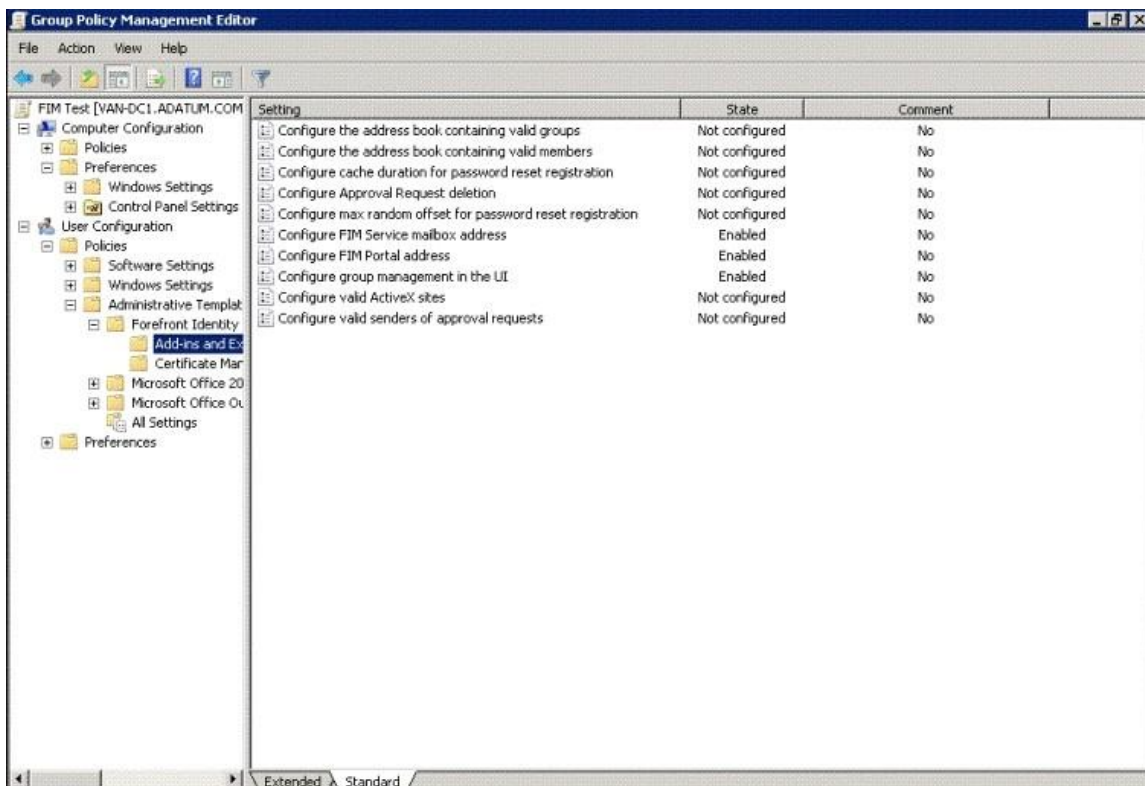 Group Policy Management Editor
File Action View Help
FIM Test [VAN-DC1.ADATUM.COM
Computer Configuration
Policies
Preferences
Windows Settings
Control Panel Settings
User Configuration
Policies
Software Settings
Windows Settings
Administrative Templat
Forefront Identity
Add-ins and Ex
Certificate Mar
Microsoft Office 20
Microsoft Office Ou
All Settings
Preferences
Setting State Comment
Configure the address book containing valid groups Not configured No
Configure the address book containing valid members Not configured No
Configure cache duration for password reset registration Not configured No
Configure Approval Request deletion Not configured No
Configure max random offset for password reset registration Not configured No
Configure FIM Service mailbox address Enabled No
Configure FIM Portal address Enabled No
Configure group management in the UI Enabled No
Configure valid ActiveX sites Not configured No
Configure valid senders of approval requests Not configured No
Extended Standard